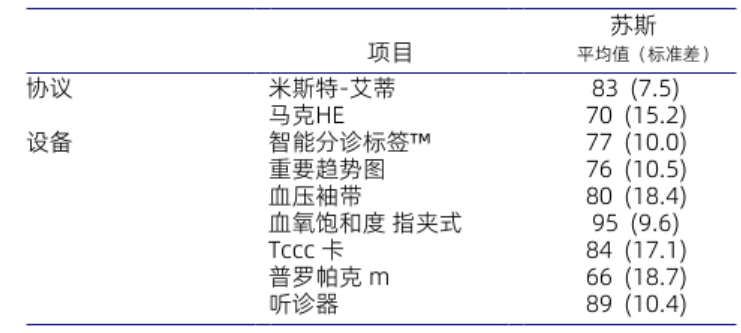 苏斯
项目 平均值（标准差）
协议 米斯特-艾蒂 83 (7.5)
马克HE 70 (15.2)
设备 智能分诊标签™ 77 (10.0)
重要趋势图 76 (10.5)
血压袖带 80 (18.4)
血氧饱和度 指夹式 95 (9.6)
Tccc 卡 84 (17.1)
普罗帕克 m 66 (18.7)
听诊器 89 (10.4)